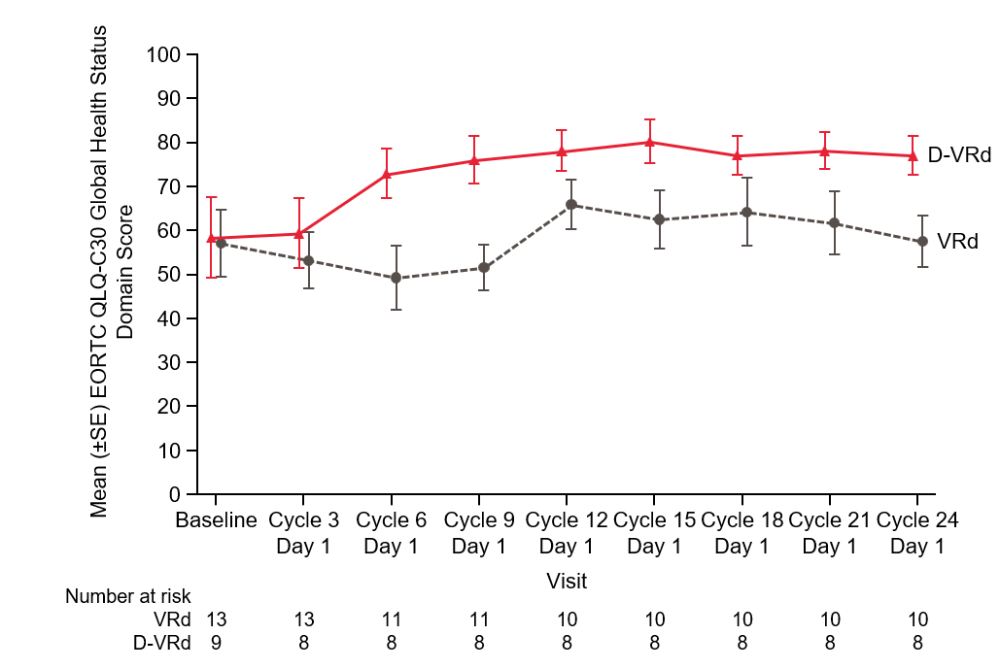 Mean (±SE) EORTC QLQ-C30 Global Health Status
Domain Score
100
90
80
70
60
50
40
30
20
10
0
D-VRd
VRd
Baseline Cycle 3 Cycle 6 Cycle 9 Cycle 12 Cycle 15 Cycle 18 Cycle 21 Cycle 24
Day 1 Day 1 Day 1 Day 1 Day 1 Day 1 Day 1 Day 1
Visit
Number at risk
VRd 13 13 11 11 10 10 10 10 10
D-VRd 9 8 8 8 8 8 8 8 8